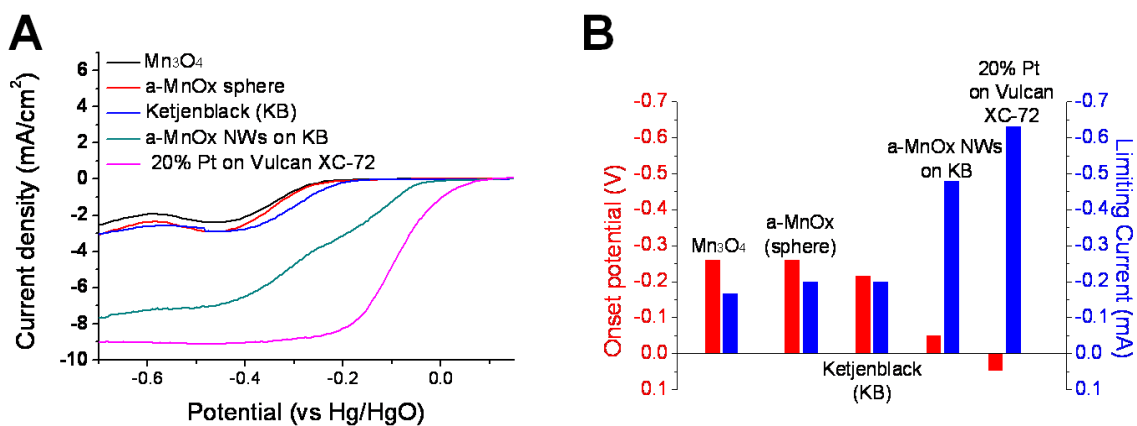 A
Current density (mA/cm²)
6
4
2
0
-2
-4
-6
-8
-10
Mn₃O₄
a-MnOx sphere
Ketjenblack (KB)
a-MnOx NWs on KB
20% Pt on Vulcan XC-72
-0.6
-0.4
-0.2
0.0
Potential (vs Hg/HgO)
B
Onset potential (V)
-0.7
-0.6
-0.5
-0.4
-0.3
-0.2
-0.1
0.0
0.1
Mn₃O₄
a-MnOx
(sphere)
Ketjenblack
(KB)
a-MnOx NWs
on KB
20% Pt
on Vulcan
XC-72
-0.7
-0.6
-0.5
-0.4
-0.3
-0.2
-0.1
0.0
0.1
Limiting Current (mA)